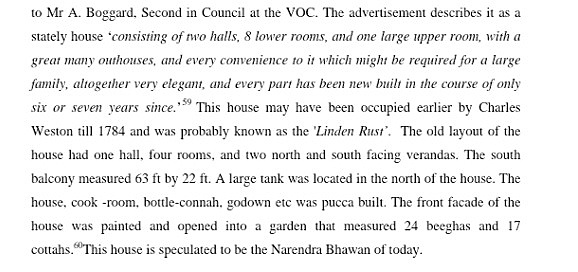 to Mr A. Boggard, Second in Council at the VOC. The advertisement describes it as a
stately house 'consisting of two halls, 8 lower rooms, and one large upper room, with a
great many outhouses, and every convenience to it which might be required for a large
family, altogether very elegant, and every part has been new built in the course of only
six or seven years since.'59 This house may have been occupied earlier by Charles
Weston till 1784 and was probably known as the 'Linden Rust'. The old layout of the
house had one hall, four rooms, and two north and south facing verandas. The south
balcony measured 63 ft by 22 ft. A large tank was located in the north of the house. The
house, cook -room, bottle-connah, godown etc was pucca built. The front facade of the
house was painted and opened into a garden that measured 24 beeghas and 17
cottahs.60This house is speculated to be the Narendra Bhawan of today.